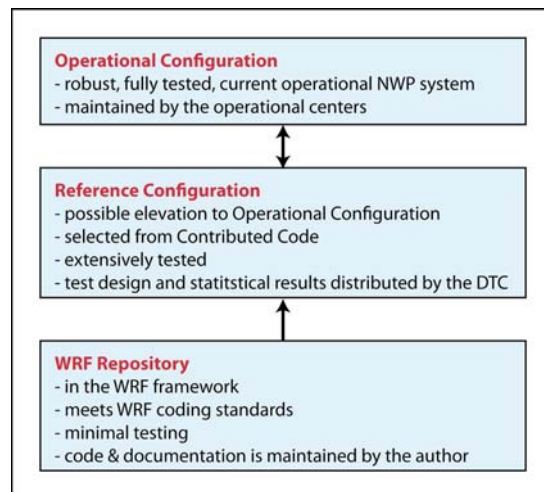 Operational Configuration
- robust, fully tested, current operational NWP system
- maintained by the operational centers
Reference Configuration
- possible elevation to Operational Configuration
- selected from Contributed Code
- extensively tested
- test design and statitstical results distributed by the DTC
WRF Repository
- in the WRF framework
- meets WRF coding standards
- minimal testing
- code & documentation is maintained by the author